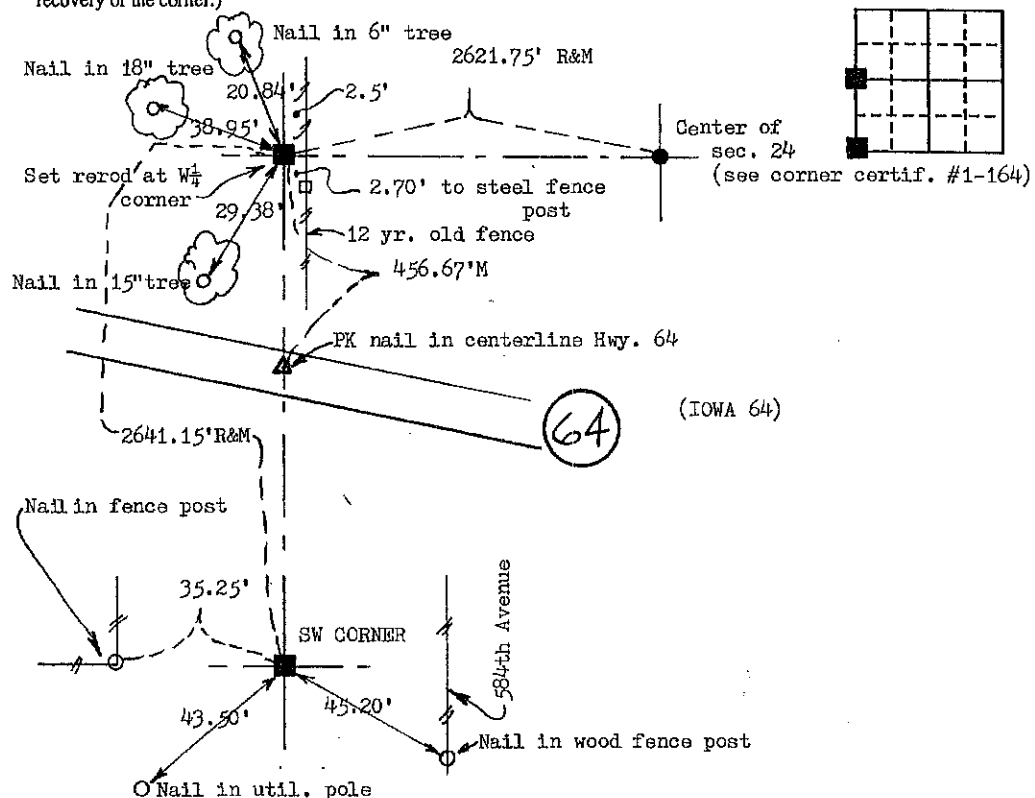 recovery of the corner.)
Nail in 6" tree
2621.75' R&M
Nail in 18" tree
20.84'
2.5'
38.95'
Center of
sec. 24
(see corner certif. #1-164)
Set rerod at W¼
corner
2.70' to steel fence
post
29.38'
12 yr. old fence
456.67'M
Nail in 15"tree
PK nail in centerline Hwy. 64
64
(IOWA 64)
2641.15'R&M
Nail in fence post
35.25'
SW CORNER
584th Avenue
43.50'
45.20'
Nail in wood fence post
Nail in util. pole